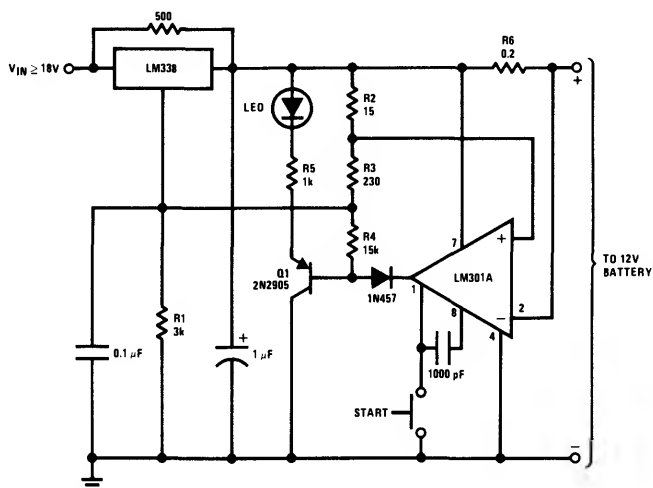 500
R6
0.2
VIN ≥ 18V
LM338
+
LED
R2
15
R5
1k
R3
230
7
+
R4
15k
LM301A
TO 12V
BATTERY
Q1
2N2905
1N457
1
8
−
2
4
R1
3k
0.1 μF
+
1 μF
1000 pF
START
−